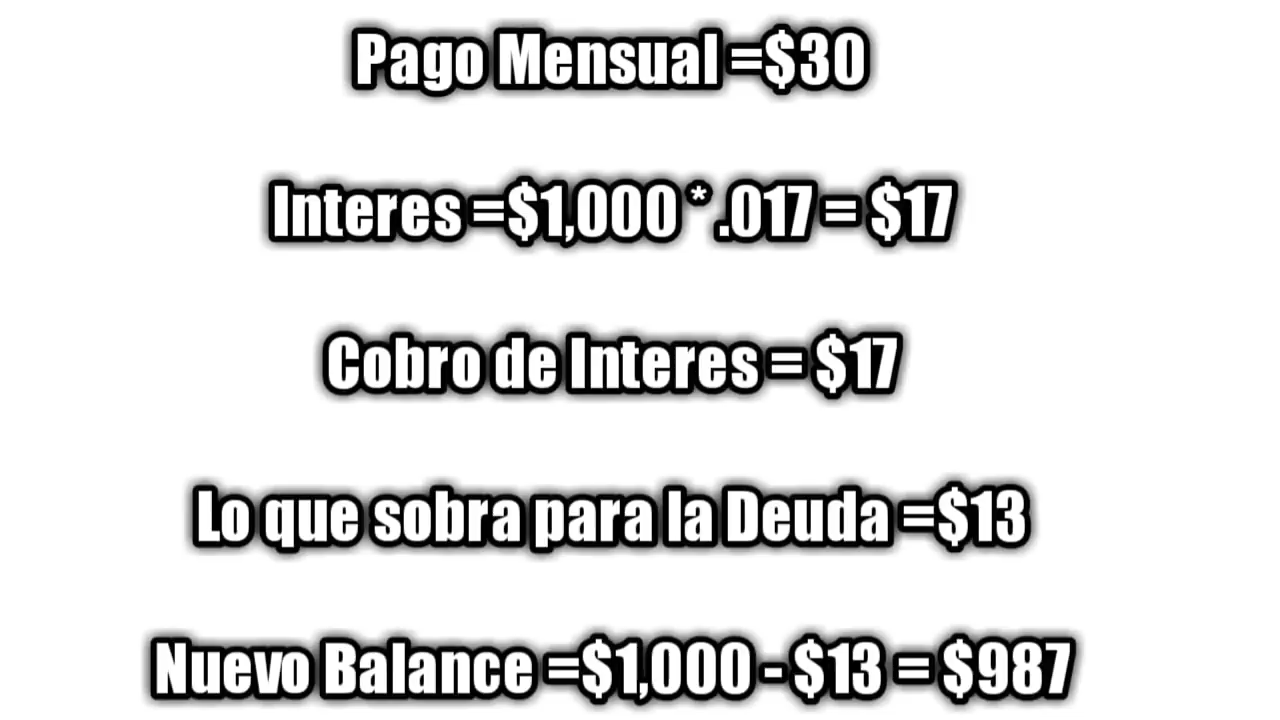 Pago Mensual =$30
Interes =$1,000 * .017 = $17
Cobro de Interes = $17
Lo que sobra para la Deuda =$13
Nuevo Balance =$1,000 - $13 = $987